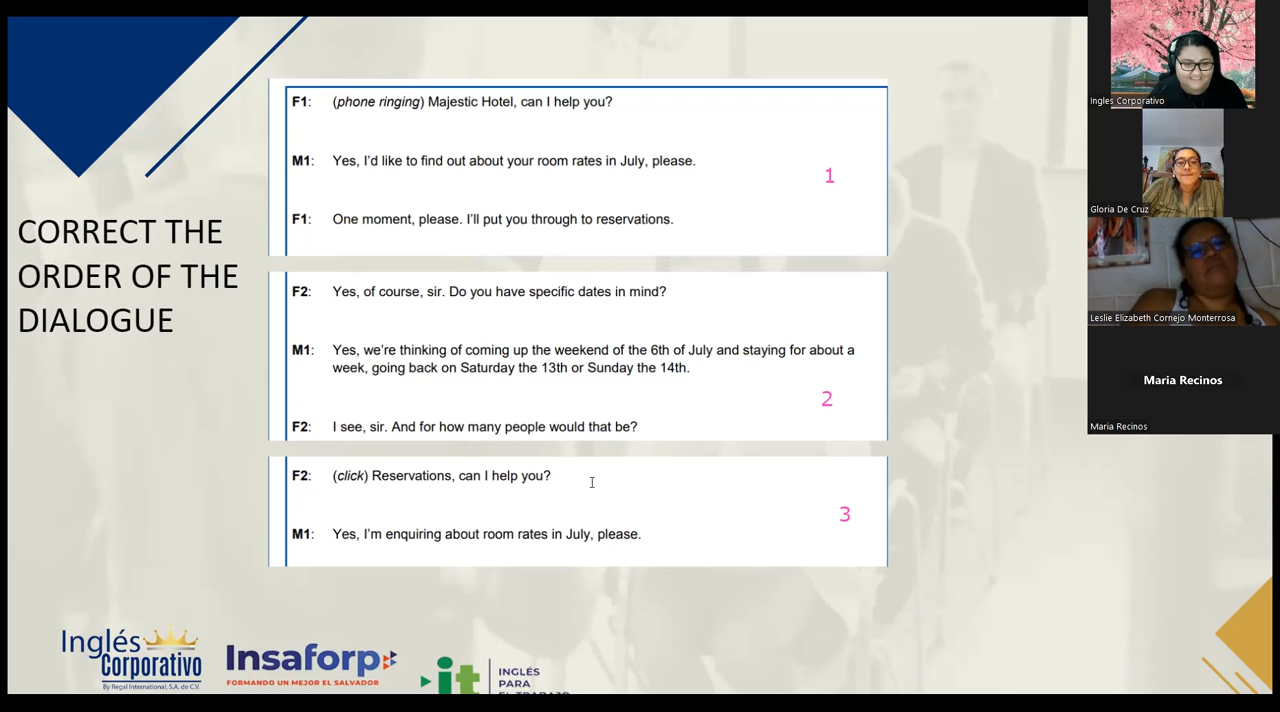 CORRECT THE
ORDER OF THE
DIALOGUE
F1: (phone ringing) Majestic Hotel, can I help you?
M1: Yes, I'd like to find out about your room rates in July, please.
1
F1: One moment, please. I'll put you through to reservations.
F2: Yes, of course, sir. Do you have specific dates in mind?
M1: Yes, we're thinking of coming up the weekend of the 6th of July and staying for about a
week, going back on Saturday the 13th or Sunday the 14th.
2
F2: I see, sir. And for how many people would that be?
F2: (click) Reservations, can I help you?
3
M1: Yes, I'm enquiring about room rates in July, please.
Inglés
Corporativo
By Regal International, S.A. de C.V.
Insaforp
FORMANDO UN MEJOR EL SALVADOR
it
INGLÉS
PARA
EL TRABAJO
Ingles Corporativo
Gloria De Cruz
Leslie Elizabeth Cornejo Monterrosa
Maria Recinos
Maria Recinos